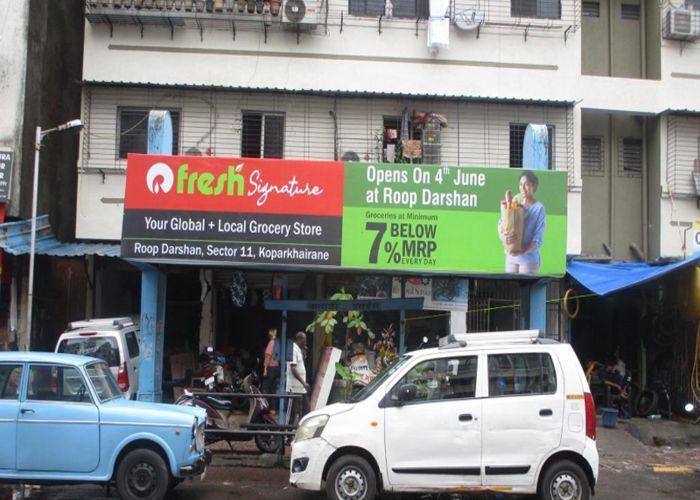 fresh Signature
Your Global + Local Grocery Store
Roop Darshan, Sector 11, Koparkhairane
Opens On 4th June
at Roop Darshan
Groceries at Minimum
7% BELOW MRP
EVERY DAY